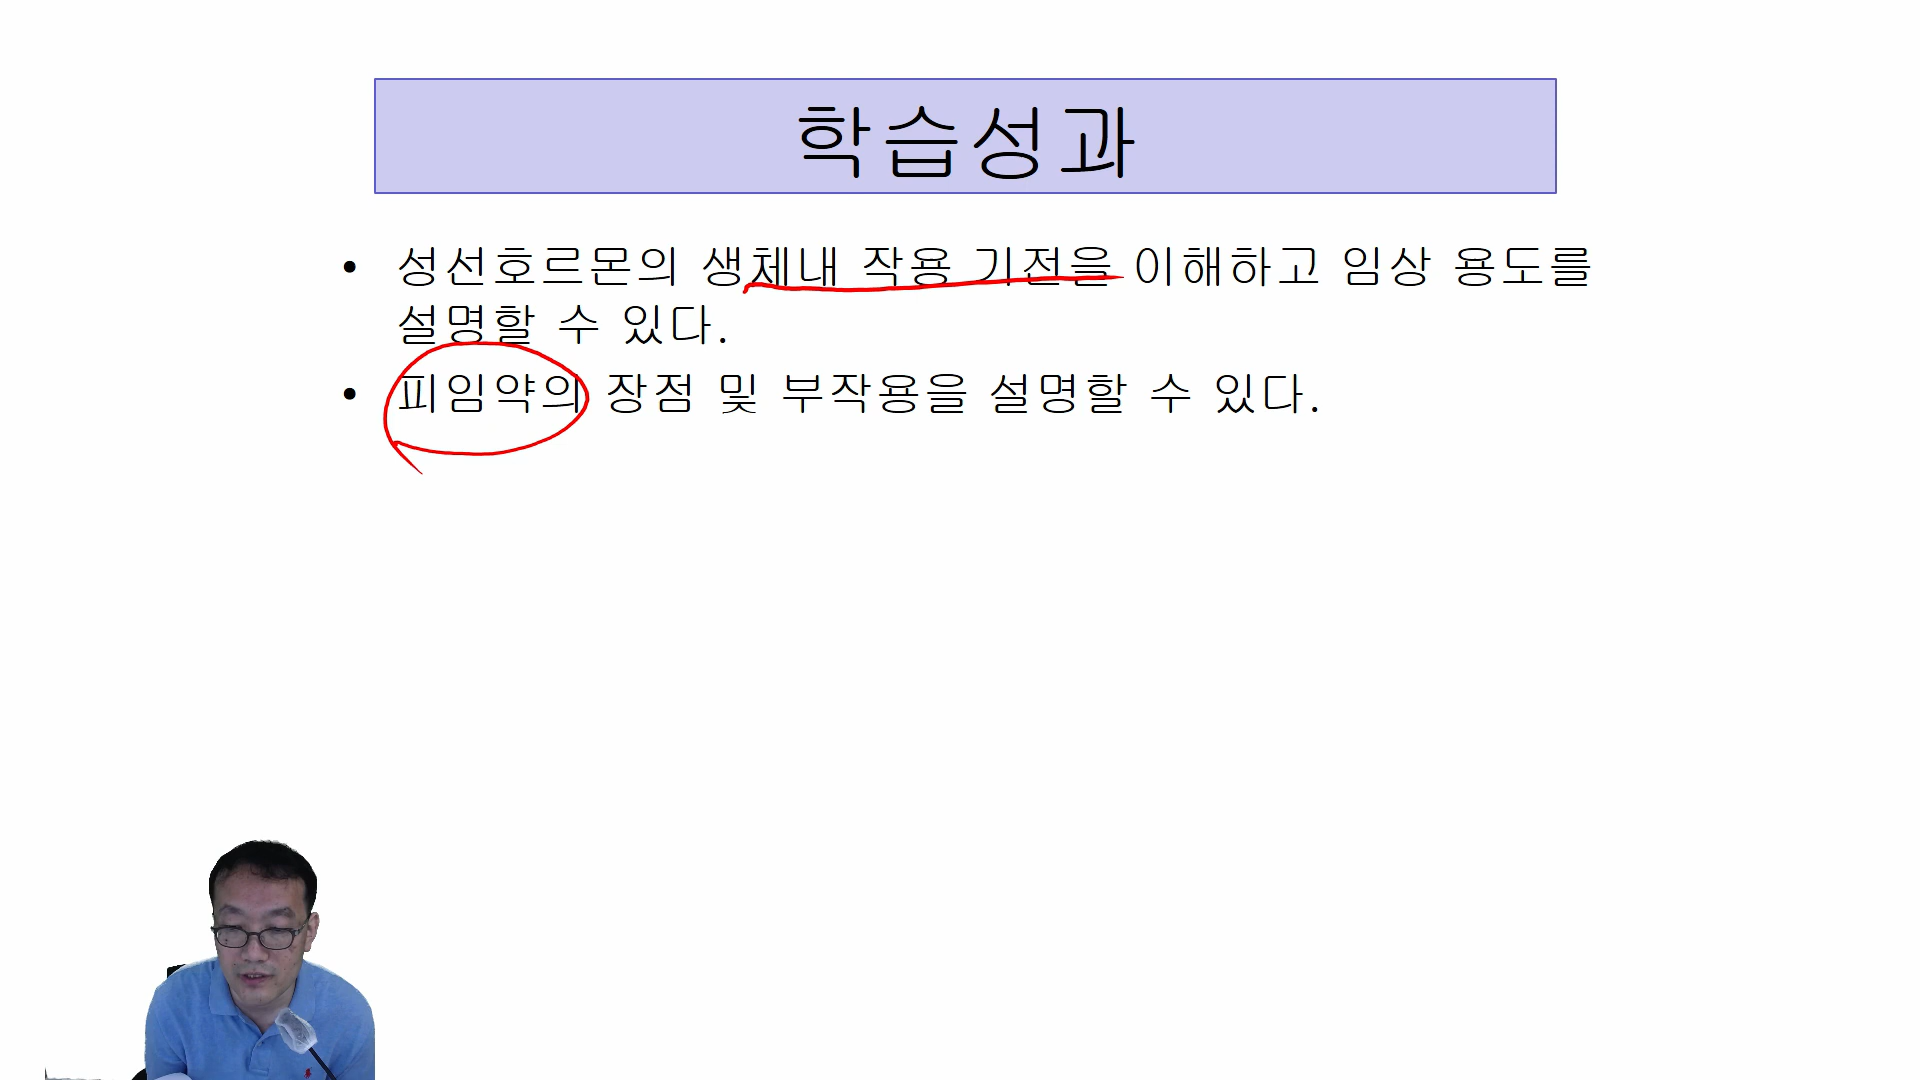 학습성과
• 성선호르몬의 생체내 작용 기전을 이해하고 임상 용도를
설명할 수 있다.
• 피임약의 장점 및 부작용을 설명할 수 있다.